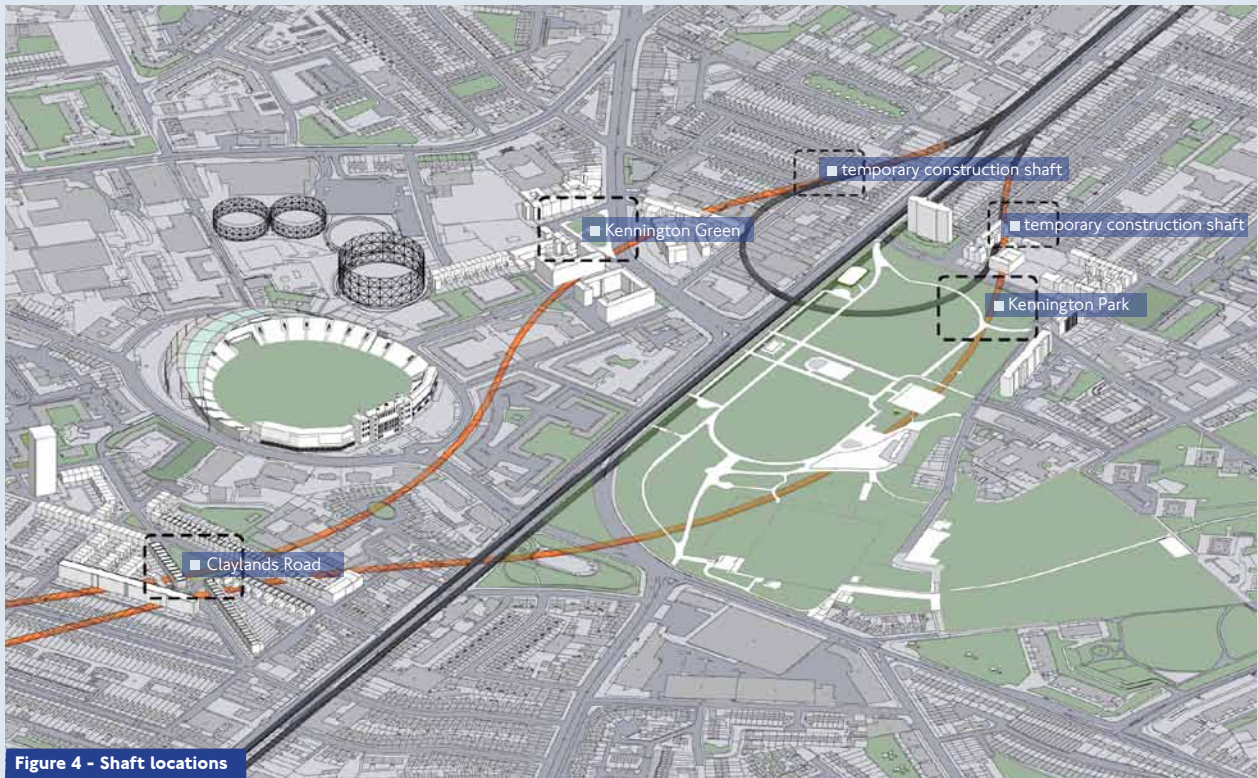 temporary construction shaft
temporary construction shaft
Kennington Green
Kennington Park
Claylands Road
Figure 4 - Shaft locations